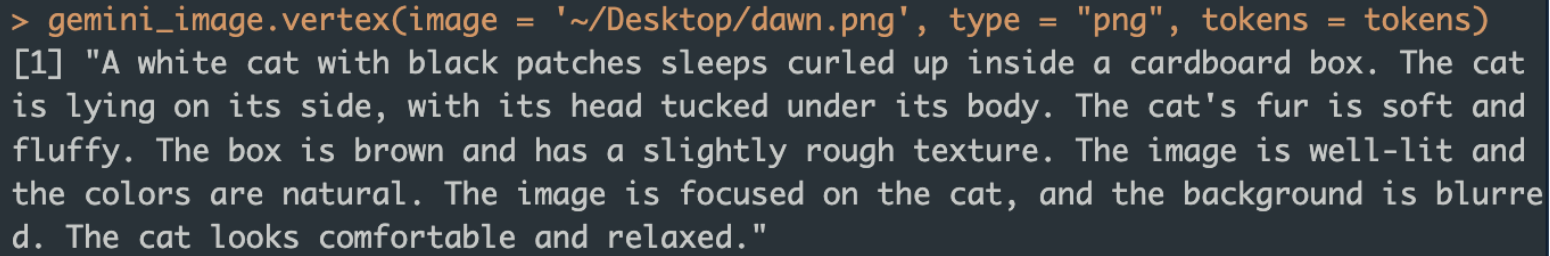 > gemini_image.vertex(image = '~/Desktop/dawn.png', type = "png", tokens = tokens)
[1] "A white cat with black patches sleeps curled up inside a cardboard box. The cat
is lying on its side, with its head tucked under its body. The cat's fur is soft and
fluffy. The box is brown and has a slightly rough texture. The image is well-lit and
the colors are natural. The image is focused on the cat, and the background is blurre
d. The cat looks comfortable and relaxed."